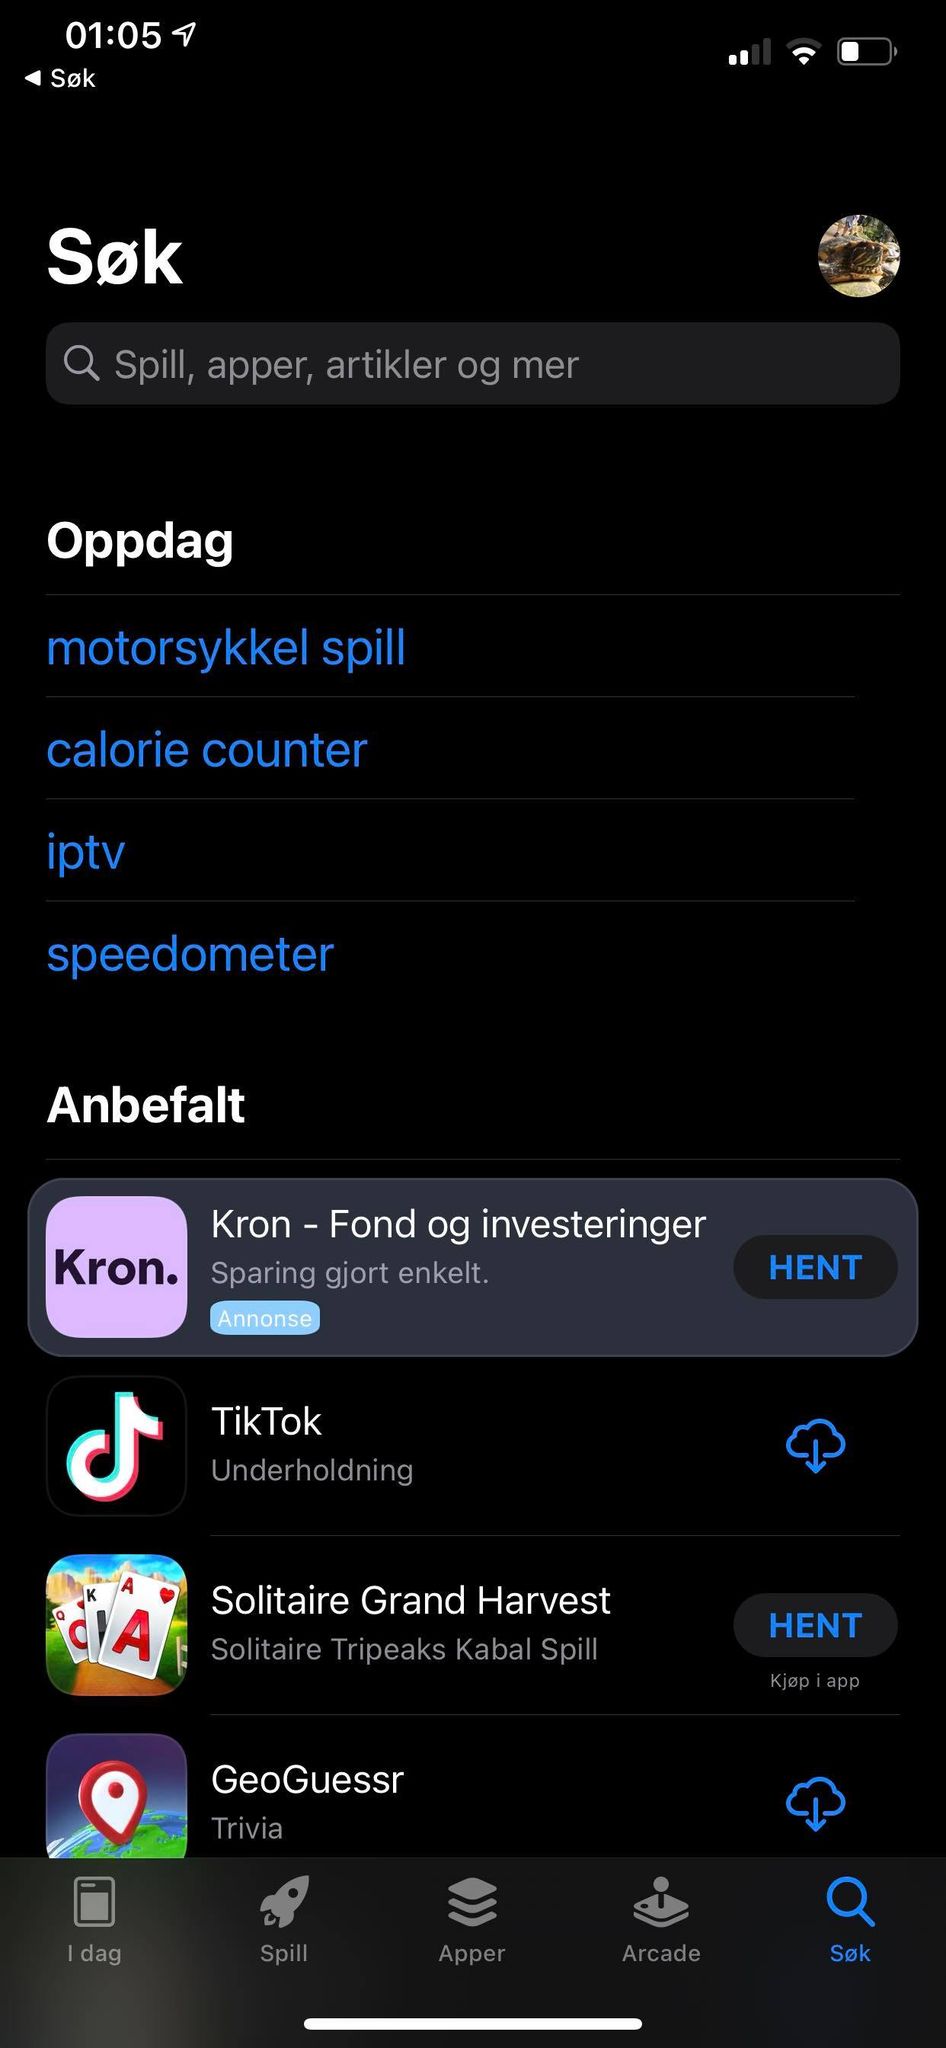 01:05
◀ Søk
Søk
Spill, apper, artikler og mer
Oppdag
motorsykkel spill
calorie counter
iptv
speedometer
Anbefalt
Kron.
Kron - Fond og investeringer
Sparing gjort enkelt.
Annonse
HENT
TikTok
Underholdning
Q
K
A
A
Solitaire Grand Harvest
Solitaire Tripeaks Kabal Spill
HENT
Kjøp i app
GeoGuessr
Trivia
I dag
Spill
Apper
Arcade
Søk